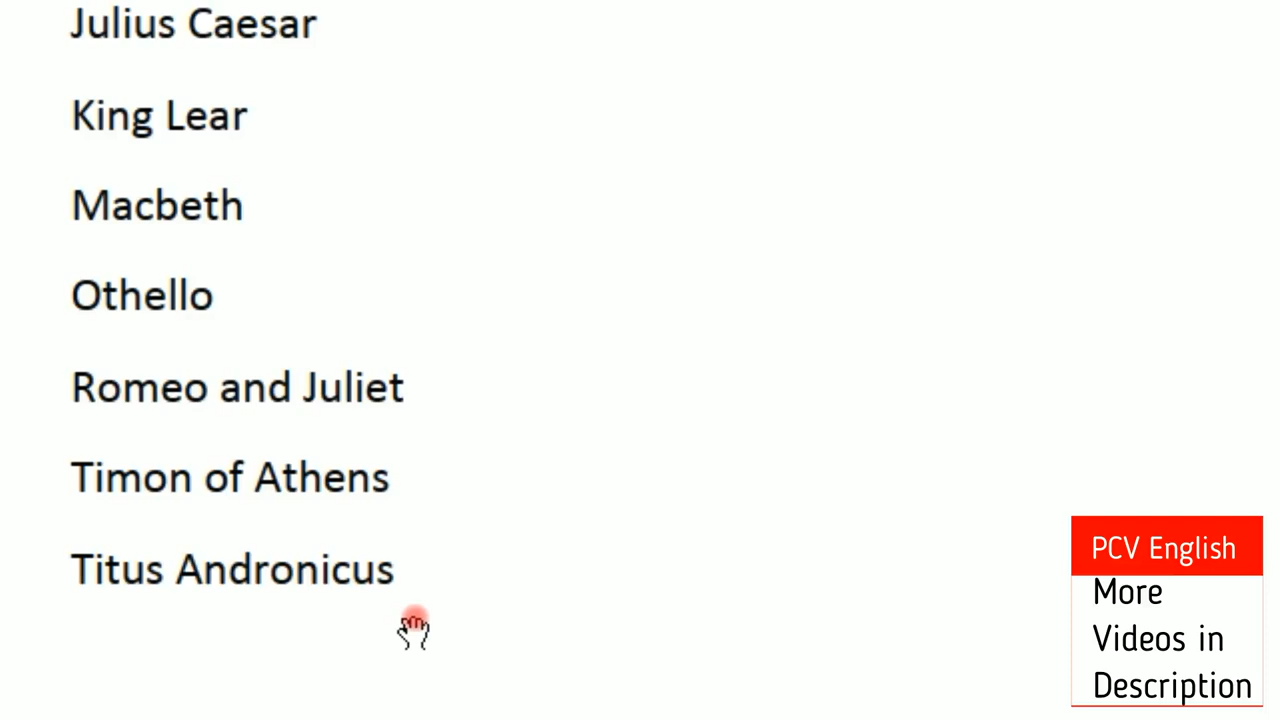 Julius Caesar
King Lear
Macbeth
Othello
Romeo and Juliet
Timon of Athens
Titus Andronicus
PCV English
More
Videos in
Description